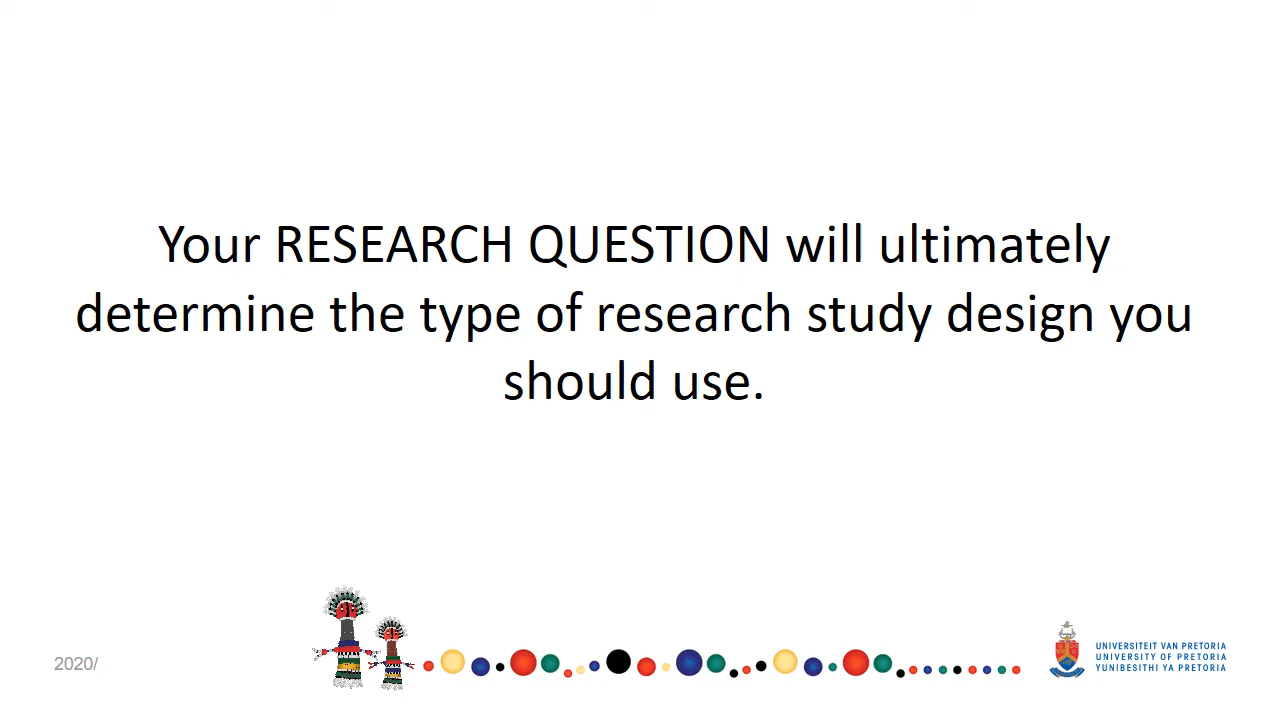 Your RESEARCH QUESTION will ultimately
determine the type of research study design you
should use.
2020/
UNIVERSITEIT VAN PRETORIA
UNIVERSITY OF PRETORIA
YUNIBESITHI YA PRETORIA